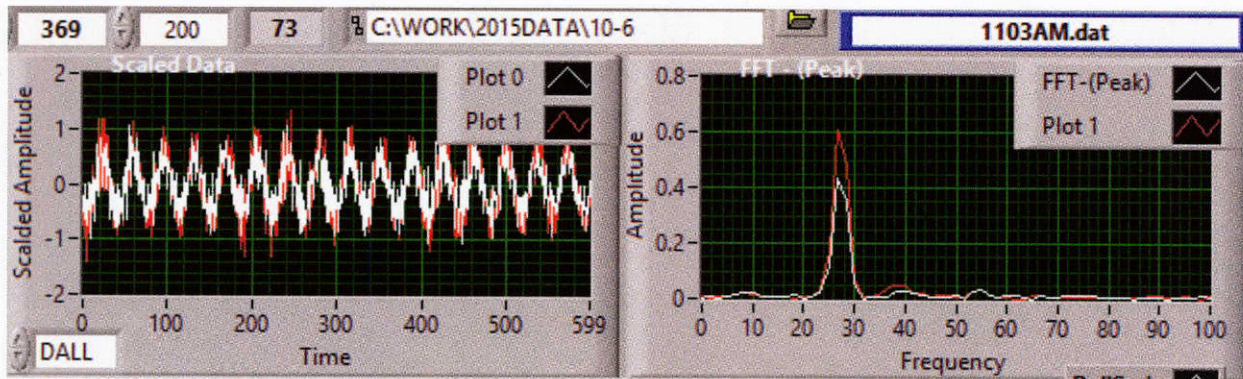 369 200 73 C:\WORK\2015DATA\10-6 1103AM.dat
Scaled Data
Plot 0
Plot 1
Scalded Amplitude
2
1
0
-1
-2
0 100 200 300 400 500 599
Time
DALL
FFT - (Peak)
FFT-(Peak)
Plot 1
Amplitude
0.8
0.6
0.4
0.2
0
0 10 20 30 40 50 60 70 80 90 100
Frequency